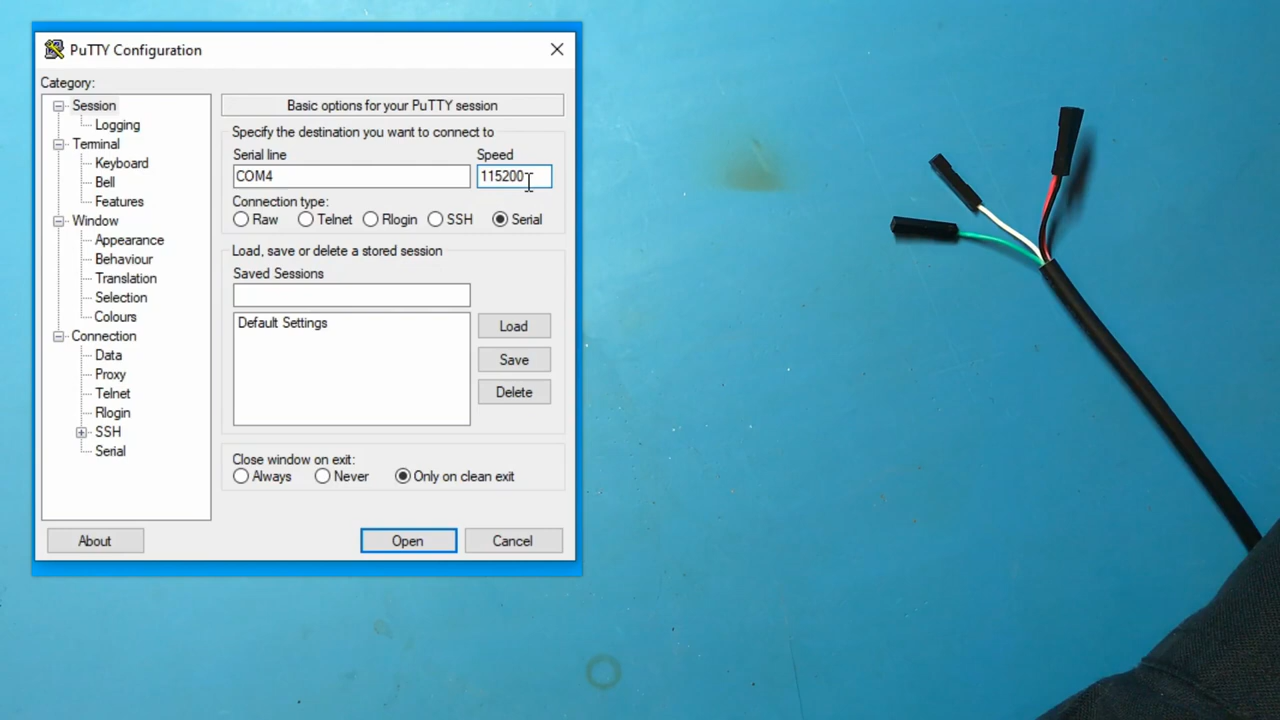 PuTTY Configuration
Category:
Session
Logging
Terminal
Keyboard
Bell
Features
Window
Appearance
Behaviour
Translation
Selection
Colours
Connection
Data
Proxy
Telnet
Rlogin
SSH
Serial
Basic options for your PuTTY session
Specify the destination you want to connect to
Serial line Speed
COM4 115200
Connection type:
Raw Telnet Rlogin SSH Serial
Load, save or delete a stored session
Saved Sessions
Default Settings
Load
Save
Delete
Close window on exit:
Always Never Only on clean exit
About Open Cancel